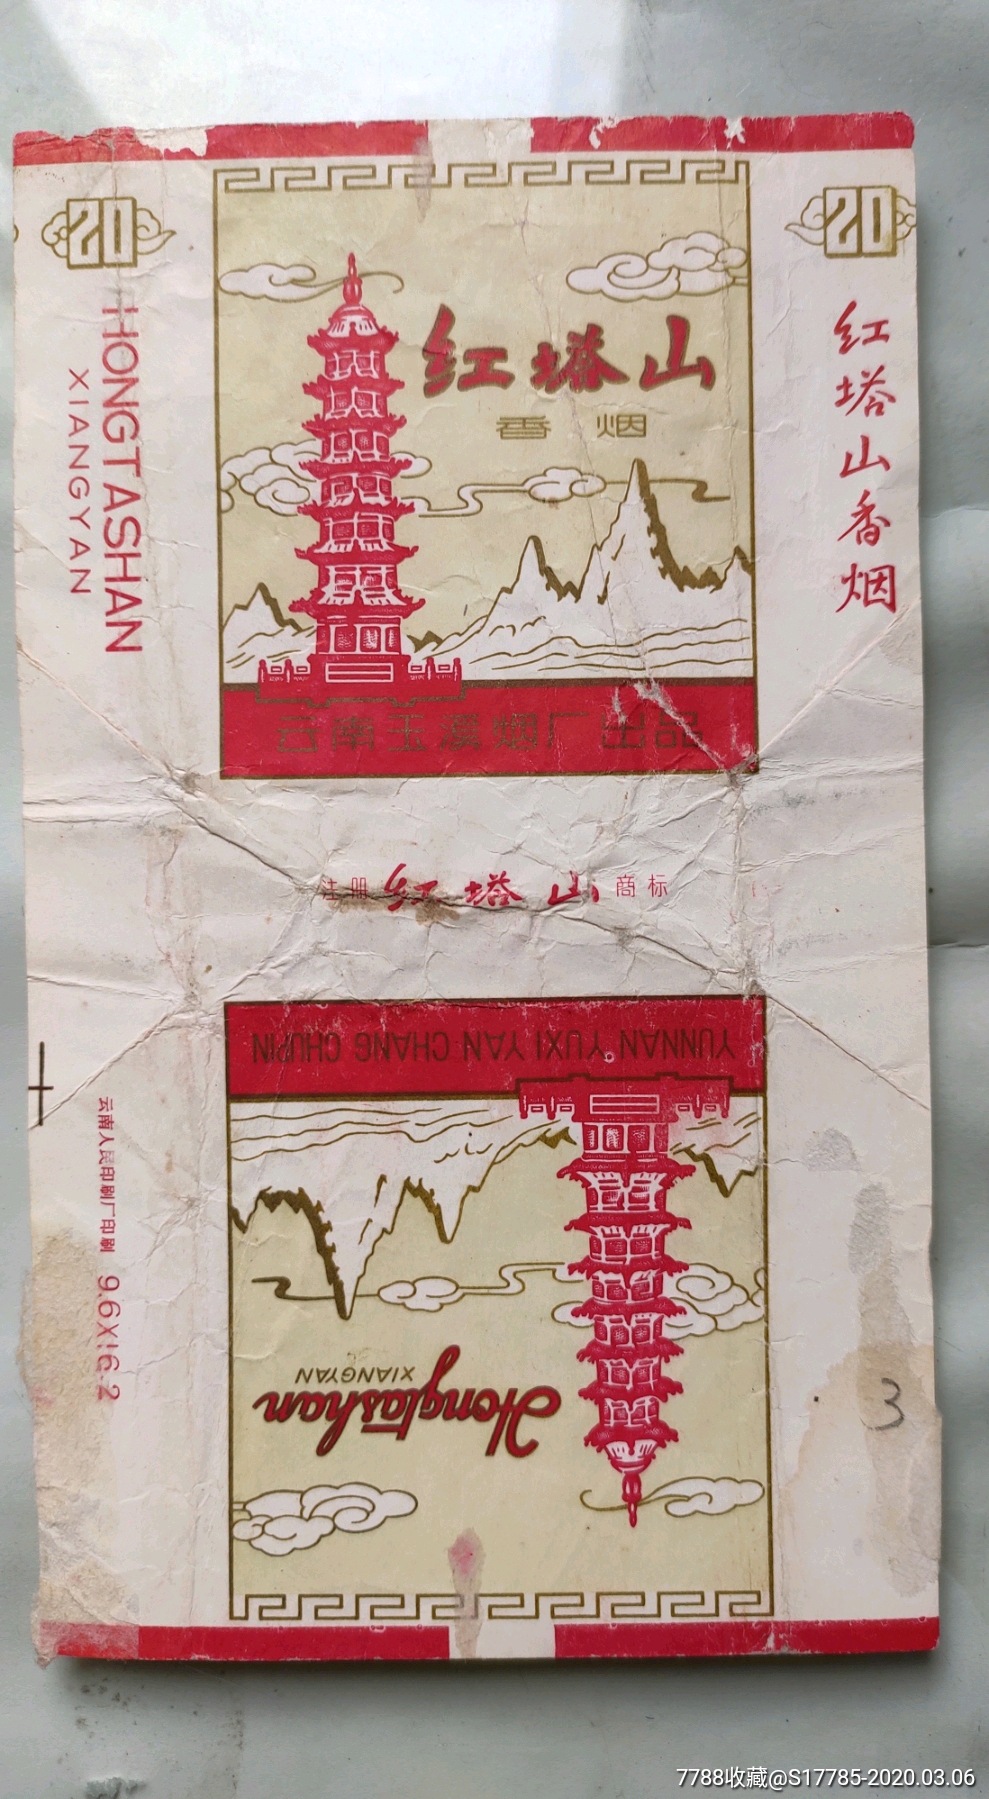 20
HONGTASHAN
XIANGYAN
红塔山
香烟
云南玉溪烟厂出品
20
红塔山香烟
注册 红塔山 商标
YUNNAN YUXI YAN CHANG CHUPIN
Hongtashan
XIANGYAN
云南人民印刷厂印刷 9.6X16.2
3
7788收藏@S17785-2020.03.06